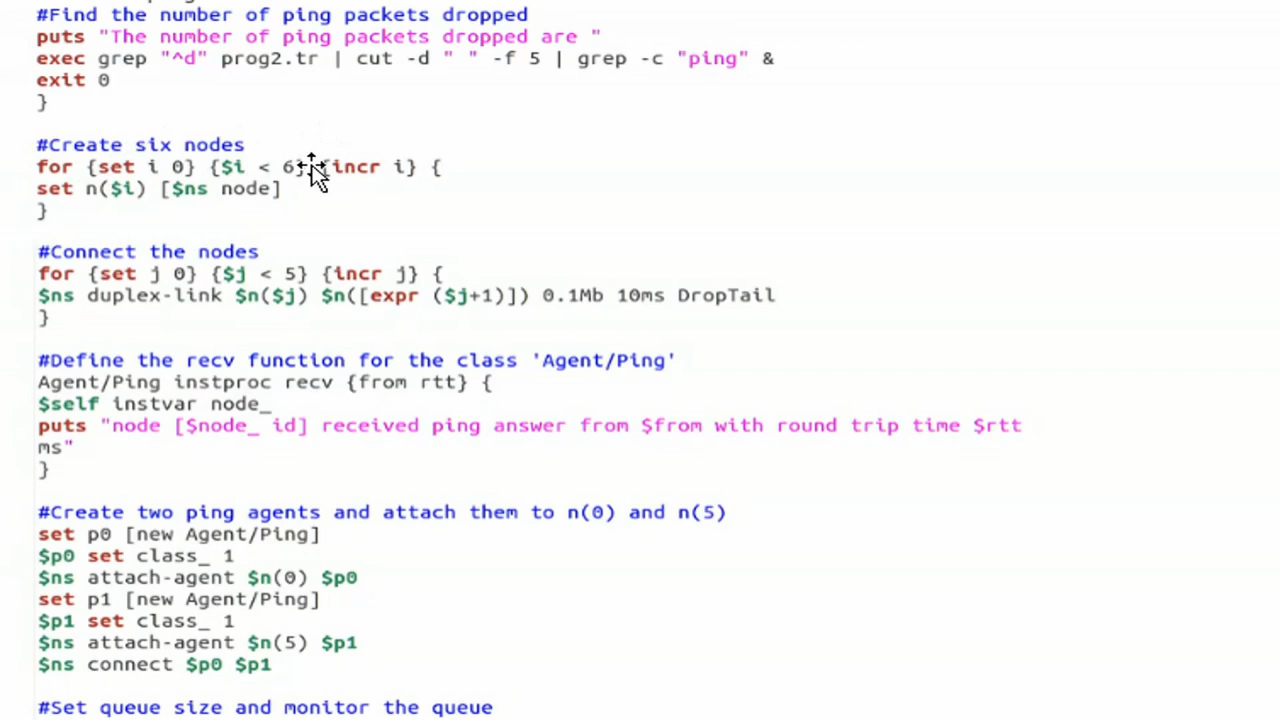 #Find the number of ping packets dropped
puts "The number of ping packets dropped are "
exec grep "^d" prog2.tr | cut -d " " -f 5 | grep -c "ping" &
exit 0
}
#Create six nodes
for {set i 0} {$i < 6} {incr i} {
set n($i) [$ns node]
}
#Connect the nodes
for {set j 0} {$j < 5} {incr j} {
$ns duplex-link $n($j) $n([expr ($j+1)]) 0.1Mb 10ms DropTail
}
#Define the recv function for the class 'Agent/Ping'
Agent/Ping instproc recv {from rtt} {
$self instvar node_
puts "node [$node_ id] received ping answer from $from with round trip time $rtt
ms"
}
#Create two ping agents and attach them to n(0) and n(5)
set p0 [new Agent/Ping]
$p0 set class_ 1
$ns attach-agent $n(0) $p0
set p1 [new Agent/Ping]
$p1 set class_ 1
$ns attach-agent $n(5) $p1
$ns connect $p0 $p1
#Set queue size and monitor the queue